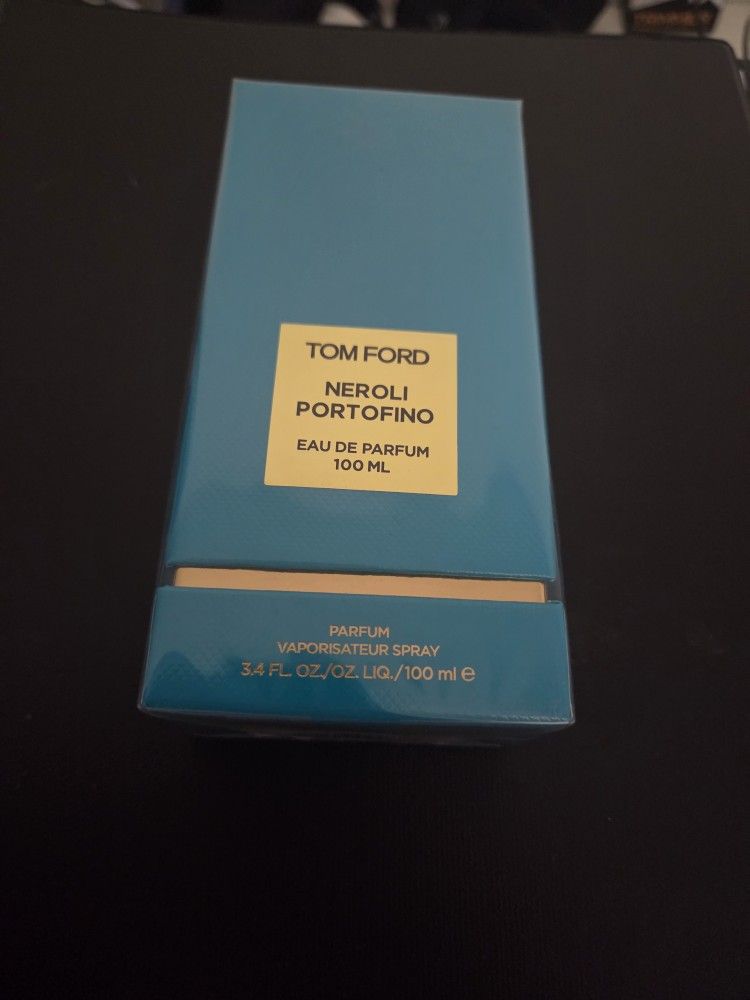 TOM FORD
NEROLI
PORTOFINO
EAU DE PARFUM
100 ML
PARFUM
VAPORISATEUR SPRAY
3.4 FL. OZ./OZ. LIQ./100 ml ℮